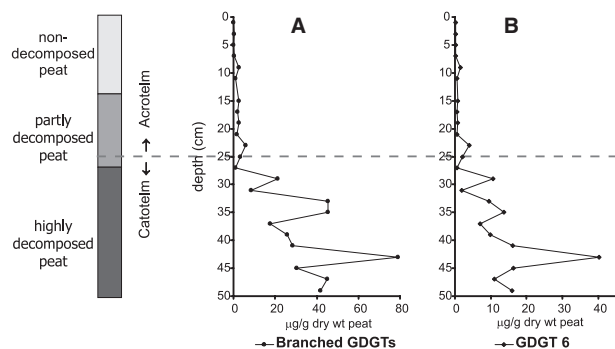 non-
decomposed
peat
partly
decomposed
peat
highly
decomposed
peat
Acrotelm
Catotelm
A
depth (cm)
0
5
10
15
20
25
30
35
40
45
50
0 20 40 60 80
μg/g dry wt peat
Branched GDGTs
B
0
5
10
15
20
25
30
35
40
45
50
0 10 20 30 40
μg/g dry wt peat
GDGT 6